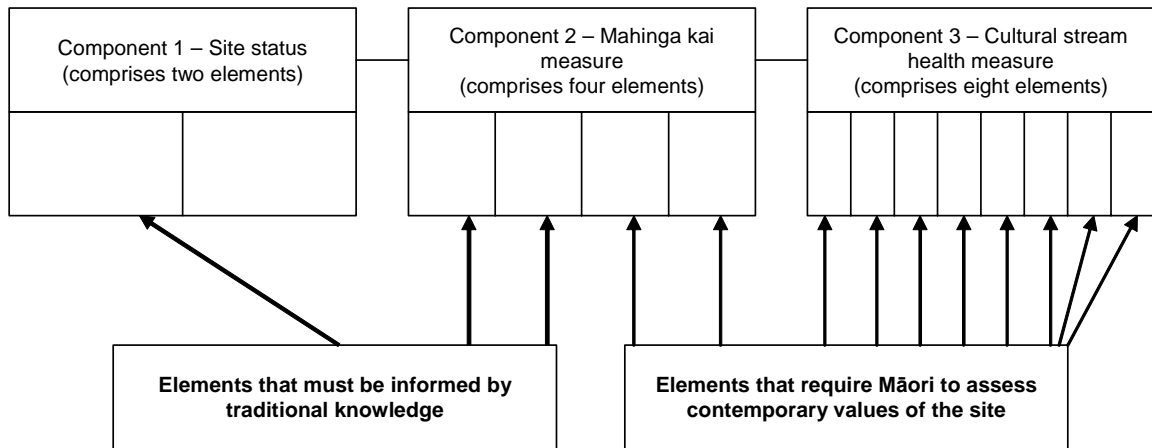 Component 1 – Site status
(comprises two elements)
Component 2 – Mahinga kai
measure
(comprises four elements)
Component 3 – Cultural stream
health measure
(comprises eight elements)
Elements that must be informed by
traditional knowledge
Elements that require Māori to assess
contemporary values of the site